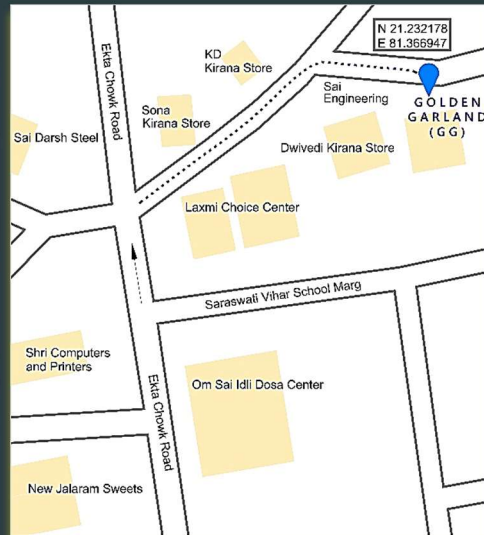 N 21.232178
E 81.366947
KD
Kirana Store
Ekta Chowk Road
Sai
Engineering
GOLDEN
GARLAND
(GG)
Sona
Kirana Store
Sai Darsh Steel
Dwivedi Kirana Store
Laxmi Choice Center
Saraswati Vihar School Marg
Shri Computers
and Printers
Ekta Chowk Road
Om Sai Idli Dosa Center
New Jalaram Sweets